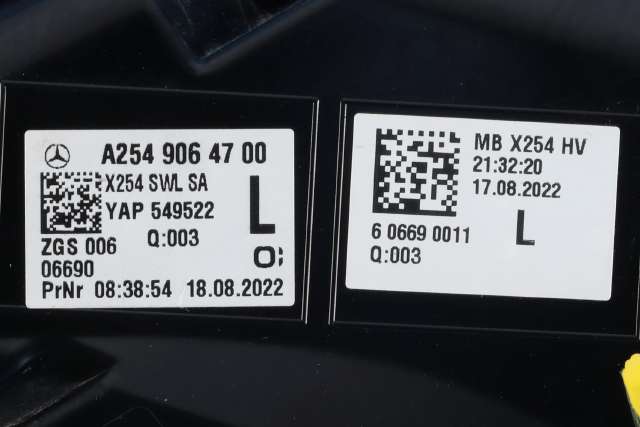 A254 906 47 00
X254 SWL SA
YAP 549522
L
ZGS 006 Q:003
06690
PrNr 08:38:54 18.08.2022
MB X254 HV
21:32:20
17.08.2022
6 06690 0011 L
Q:003